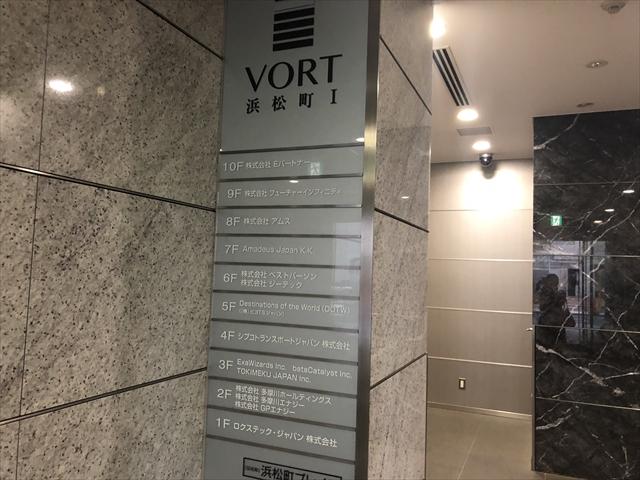 VORT
浜松町 I
10F 株式会社 Eパートナー
9F 株式会社 フューチャーインフィニティ
8F 株式会社 アムス
7F Amadeus Japan K.K.
6F 株式会社 ベストパーソン
株式会社 ジーテック
5F Destinations of the World (DOTW)
4F シブコトランスポートジャパン 株式会社
3F ExaWizards Inc. DataCatalyst Inc.
TOKIMEKU JAPAN Inc.
2F 株式会社 多摩川ホールディングス
株式会社 多摩川エナジー
株式会社 GPエナジー
1F ロクステック・ジャパン 株式会社
浜松町プレ